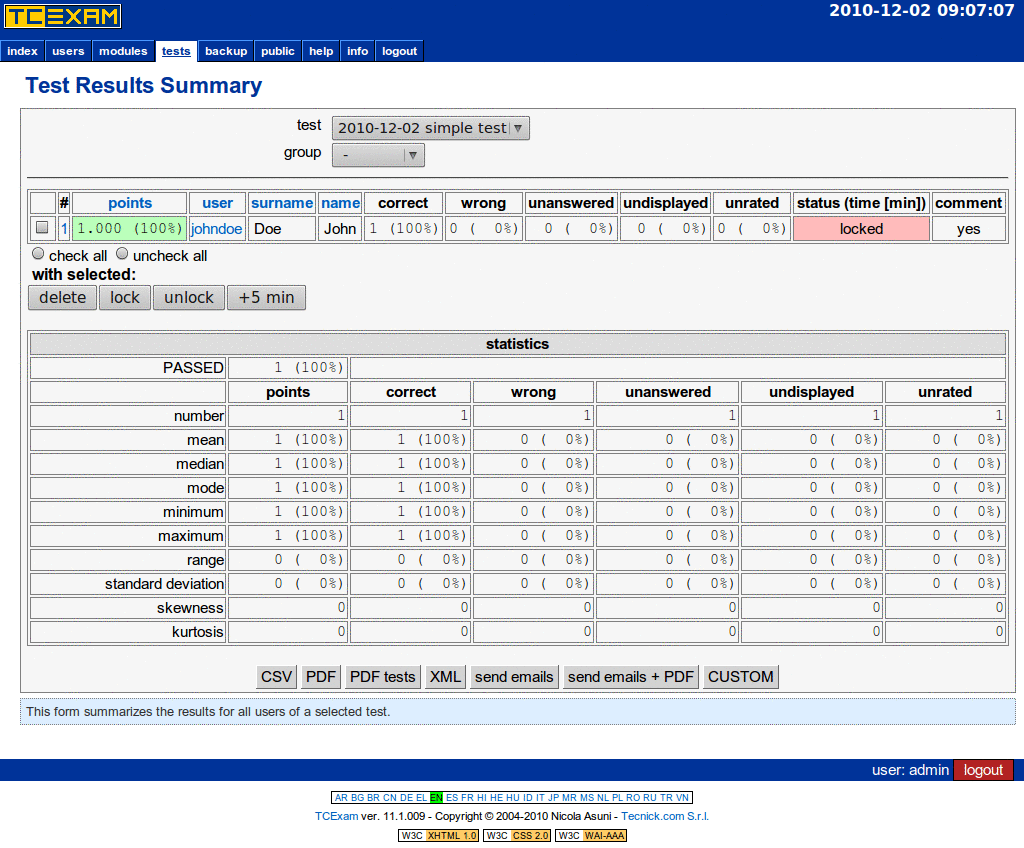 TCEXAM
2010-12-02 09:07:07
index users modules tests backup public help info logout
Test Results Summary
test 2010-12-02 simple test
group -
# points user surname name correct wrong unanswered undisplayed unrated status (time [min]) comment
1 1.000 (100%) johndoe Doe John 1 (100%) 0 ( 0%) 0 ( 0%) 0 ( 0%) 0 ( 0%) locked yes
check all uncheck all
with selected:
delete lock unlock +5 min
statistics
PASSED 1 (100%)
points correct wrong unanswered undisplayed unrated
number 1 1 1 1 1 1
mean 1 (100%) 1 (100%) 0 ( 0%) 0 ( 0%) 0 ( 0%) 0 ( 0%)
median 1 (100%) 1 (100%) 0 ( 0%) 0 ( 0%) 0 ( 0%) 0 ( 0%)
mode 1 (100%) 1 (100%) 0 ( 0%) 0 ( 0%) 0 ( 0%) 0 ( 0%)
minimum 1 (100%) 1 (100%) 0 ( 0%) 0 ( 0%) 0 ( 0%) 0 ( 0%)
maximum 1 (100%) 1 (100%) 0 ( 0%) 0 ( 0%) 0 ( 0%) 0 ( 0%)
range 0 ( 0%) 0 ( 0%) 0 ( 0%) 0 ( 0%) 0 ( 0%) 0 ( 0%)
standard deviation 0 ( 0%) 0 ( 0%) 0 ( 0%) 0 ( 0%) 0 ( 0%) 0 ( 0%)
skewness 0 0 0 0 0 0
kurtosis 0 0 0 0 0 0
CSV PDF PDF tests XML send emails send emails + PDF CUSTOM
This form summarizes the results for all users of a selected test.
user: admin logout
AR BG BR CN DE EL EN ES FR HI HE HU ID IT JP MR MS NL PL RO RU TR VN
TCExam ver. 11.1.009 - Copyright © 2004-2010 Nicola Asuni - Tecnick.com S.r.l.
W3C XHTML 1.0 W3C CSS 2.0 W3C WAI-AAA